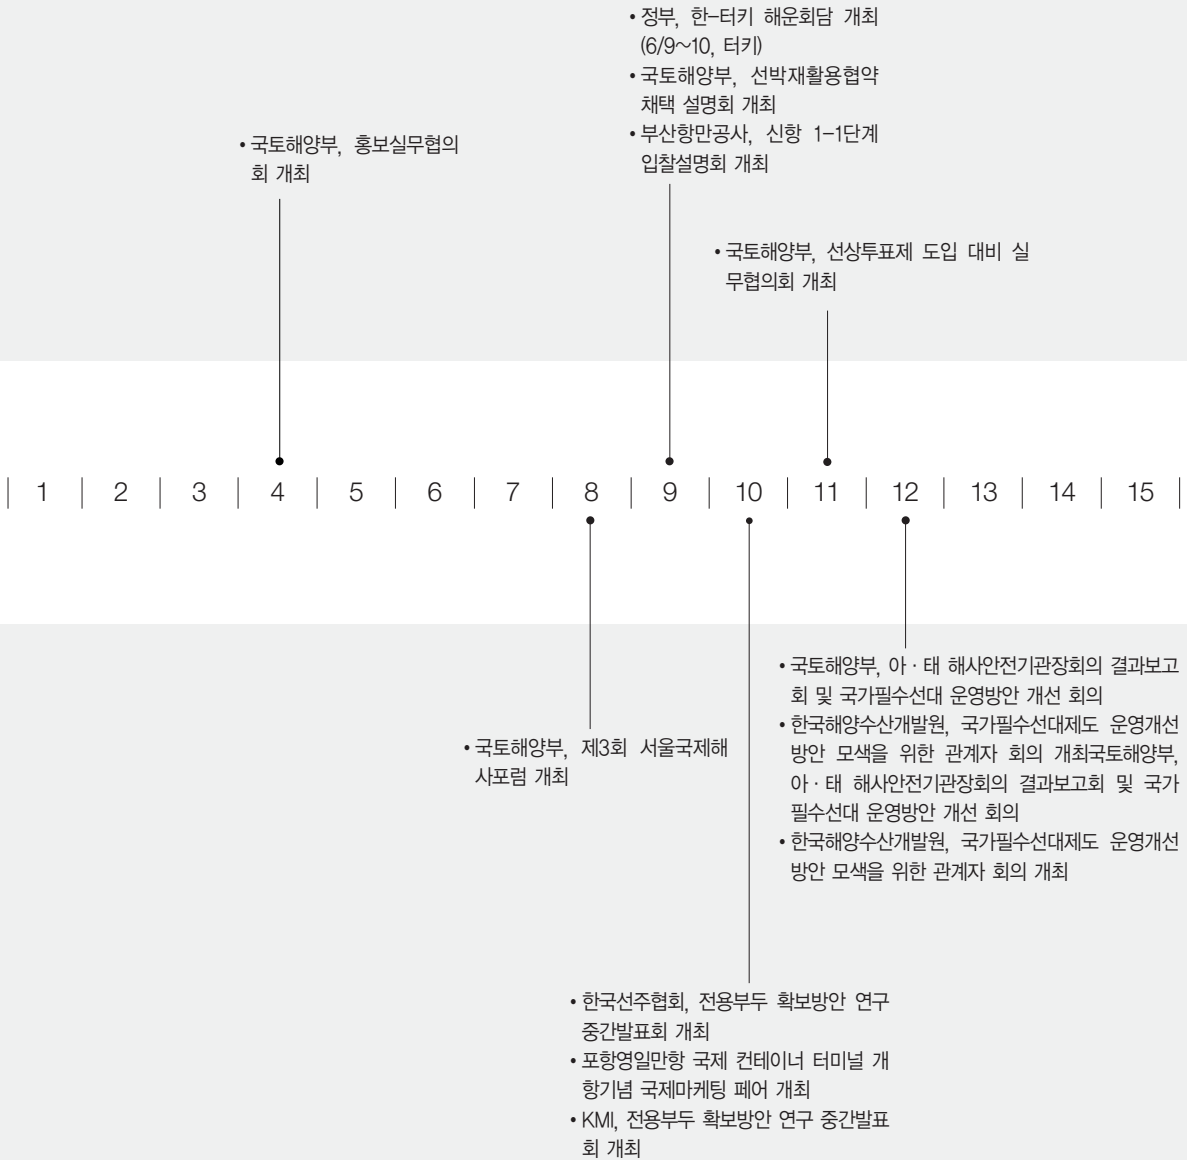 • 정부, 한-터키 해운회담 개최
(6/9~10, 터키)
• 국토해양부, 선박재활용협약
채택 설명회 개최
• 부산항만공사, 신항 1-1단계
입찰설명회 개최
• 국토해양부, 홍보실무협의
회 개최
• 국토해양부, 선상투표제 도입 대비 실
무협의회 개최
1 2 3 4 5 6 7 8 9 10 11 12 13 14 15
• 국토해양부, 아·태 해사안전기관장회의 결과보고
회 및 국가필수선대 운영방안 개선 회의
• 한국해양수산개발원, 국가필수선대제도 운영개선
방안 모색을 위한 관계자 회의 개최국토해양부,
아·태 해사안전기관장회의 결과보고회 및 국가
필수선대 운영방안 개선 회의
• 한국해양수산개발원, 국가필수선대제도 운영개선
방안 모색을 위한 관계자 회의 개최
• 국토해양부, 제3회 서울국제해
사포럼 개최
• 한국선주협회, 전용부두 확보방안 연구
중간발표회 개최
• 포항영일만항 국제 컨테이너 터미널 개
항기념 국제마케팅 페어 개최
• KMI, 전용부두 확보방안 연구 중간발표
회 개최